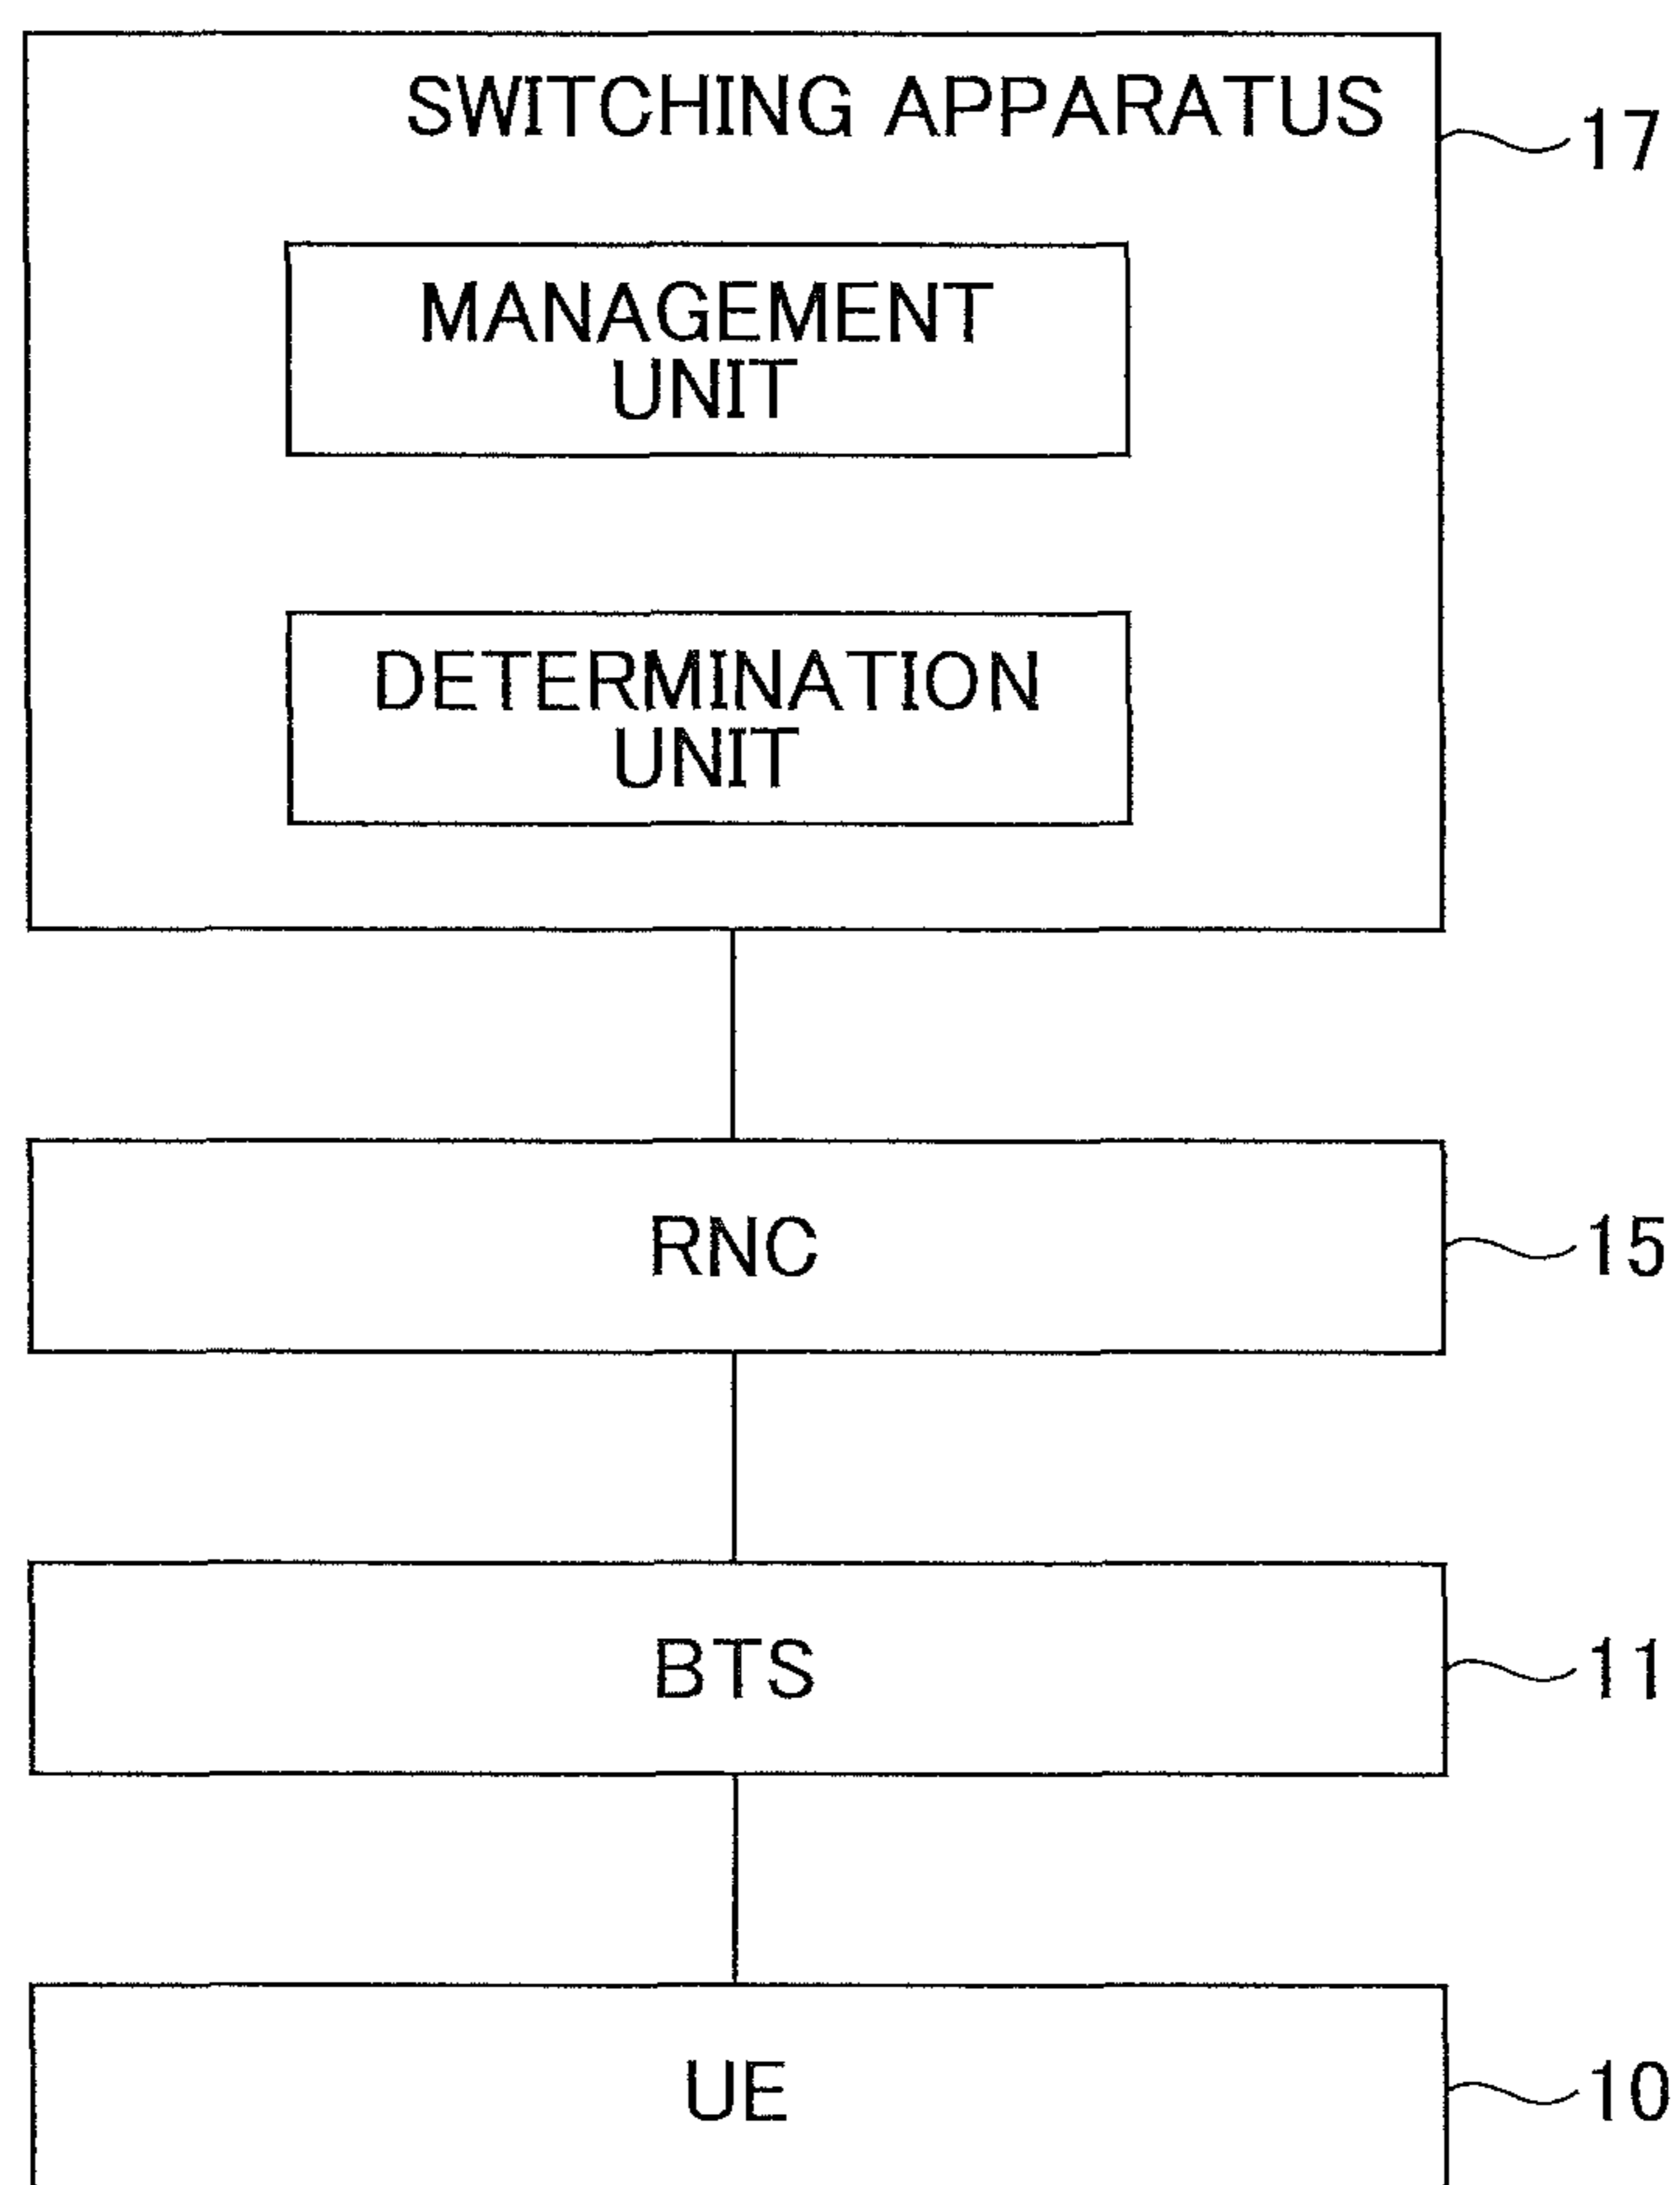 SWITCHING APPARATUS
17
MANAGEMENT
UNIT
DETERMINATION
UNIT
RNC
15
BTS
11
UE
10